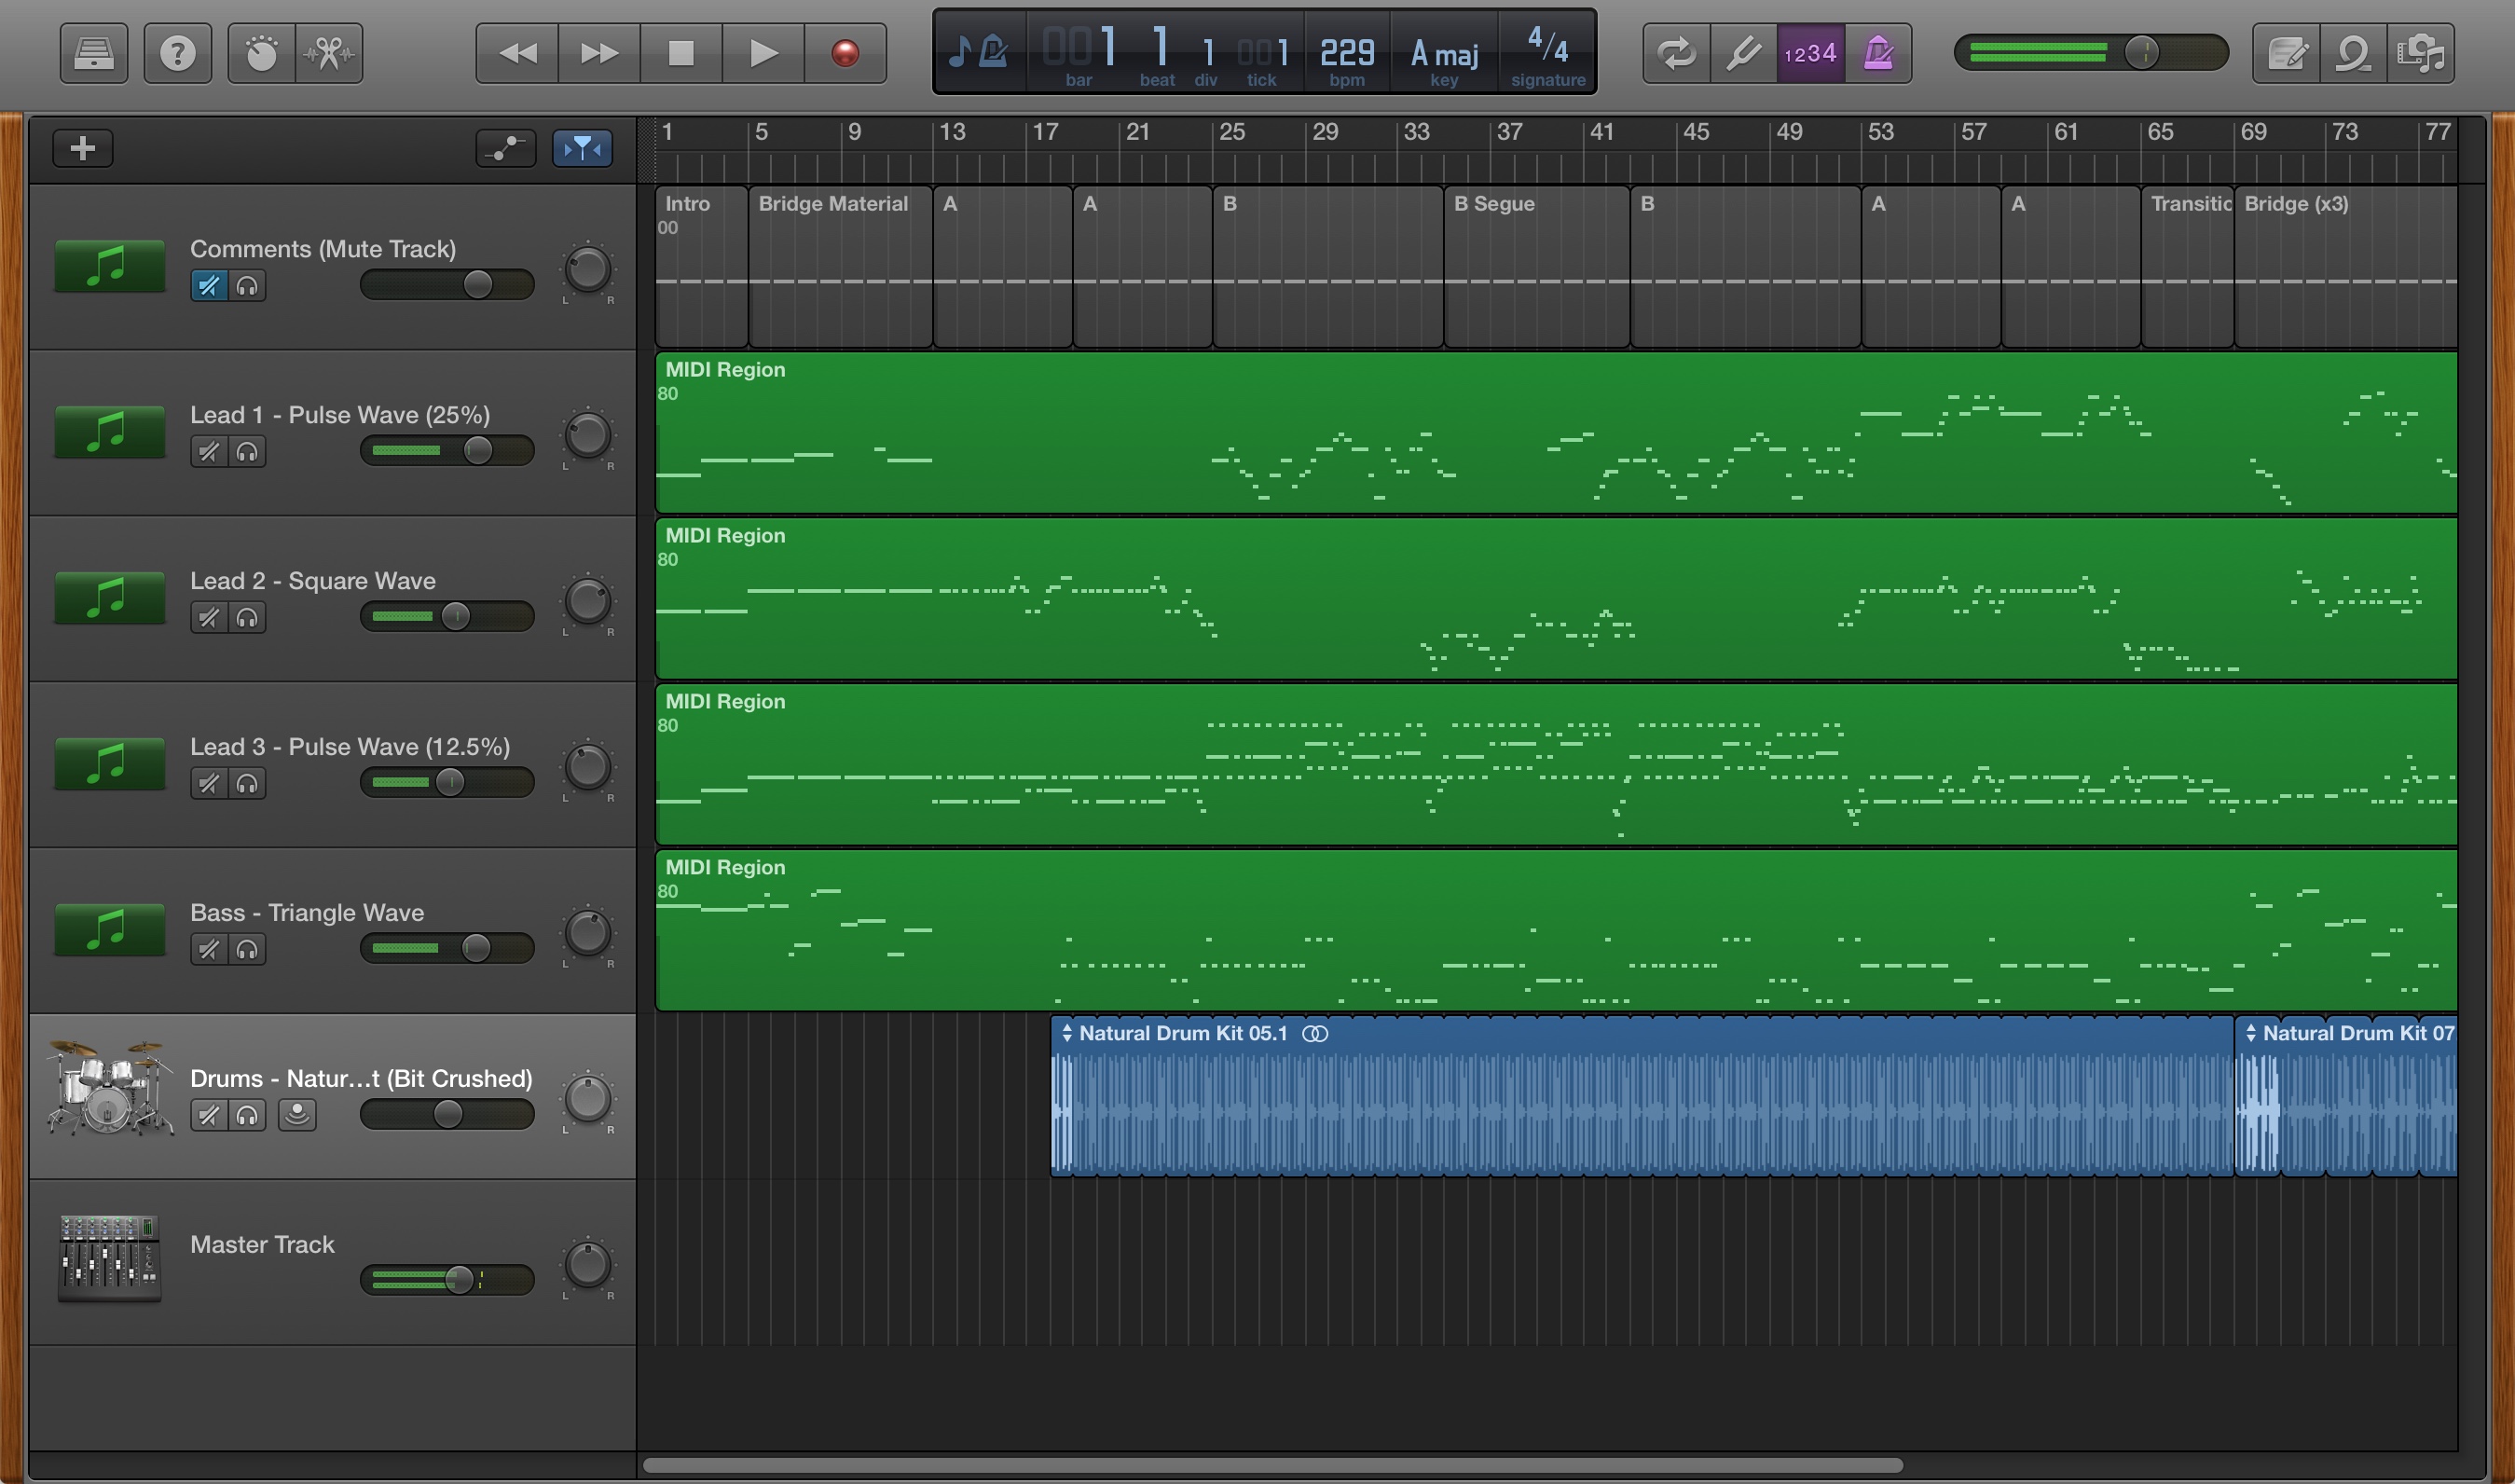 001 1 1 001 229 A maj 4/4
bar beat div tick bpm key signature
1234
1 5 9 13 17 21 25 29 33 37 41 45 49 53 57 61 65 69 73 77
Intro Bridge Material A A B B Segue B A A Transitic Bridge (x3)
00
Comments (Mute Track)
L R
MIDI Region
80
Lead 1 - Pulse Wave (25%)
L R
MIDI Region
80
Lead 2 - Square Wave
L R
MIDI Region
80
Lead 3 - Pulse Wave (12.5%)
L R
MIDI Region
80
Bass - Triangle Wave
L R
Natural Drum Kit 05.1 Natural Drum Kit 07
Drums - Natur...t (Bit Crushed)
L R
Master Track
L R